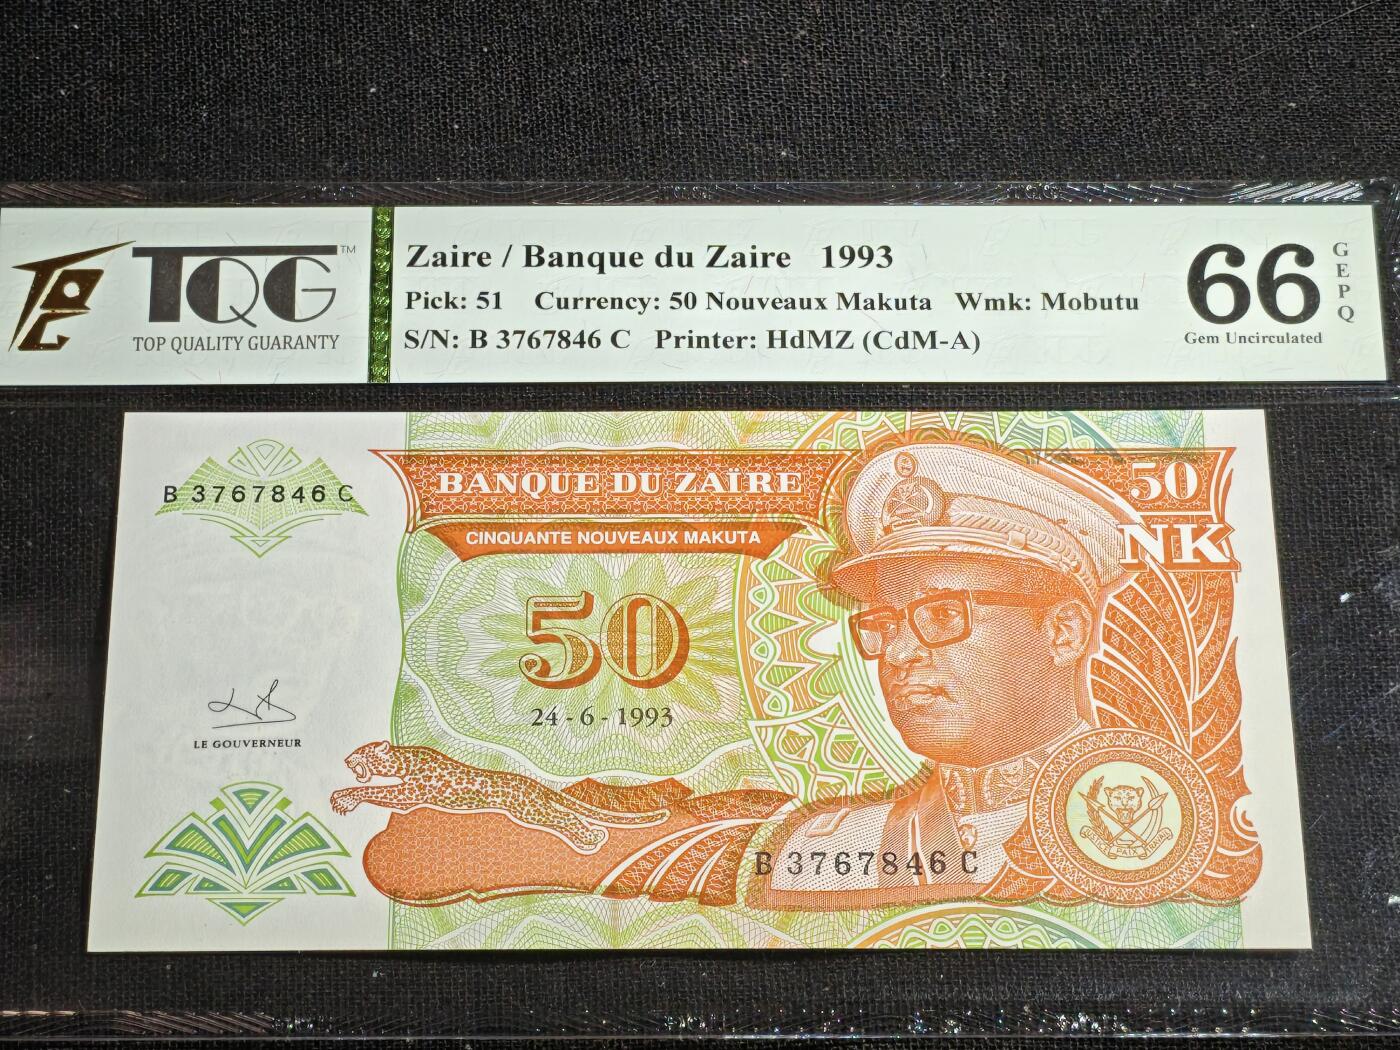 TQG™
TOP QUALITY GUARANTY
Zaire / Banque du Zaire 1993
Pick: 51 Currency: 50 Nouveaux Makuta Wmk: Mobutu
S/N: B 3767846 C Printer: HdMZ (CdM-A)
66
GEPQ
Gem Uncirculated
B 3767846 C
BANQUE DU ZAÏRE
CINQUANTE NOUVEAUX MAKUTA
50
NK
50
24-6-1993
LE GOUVERNEUR
B 3767846 C
PAIX